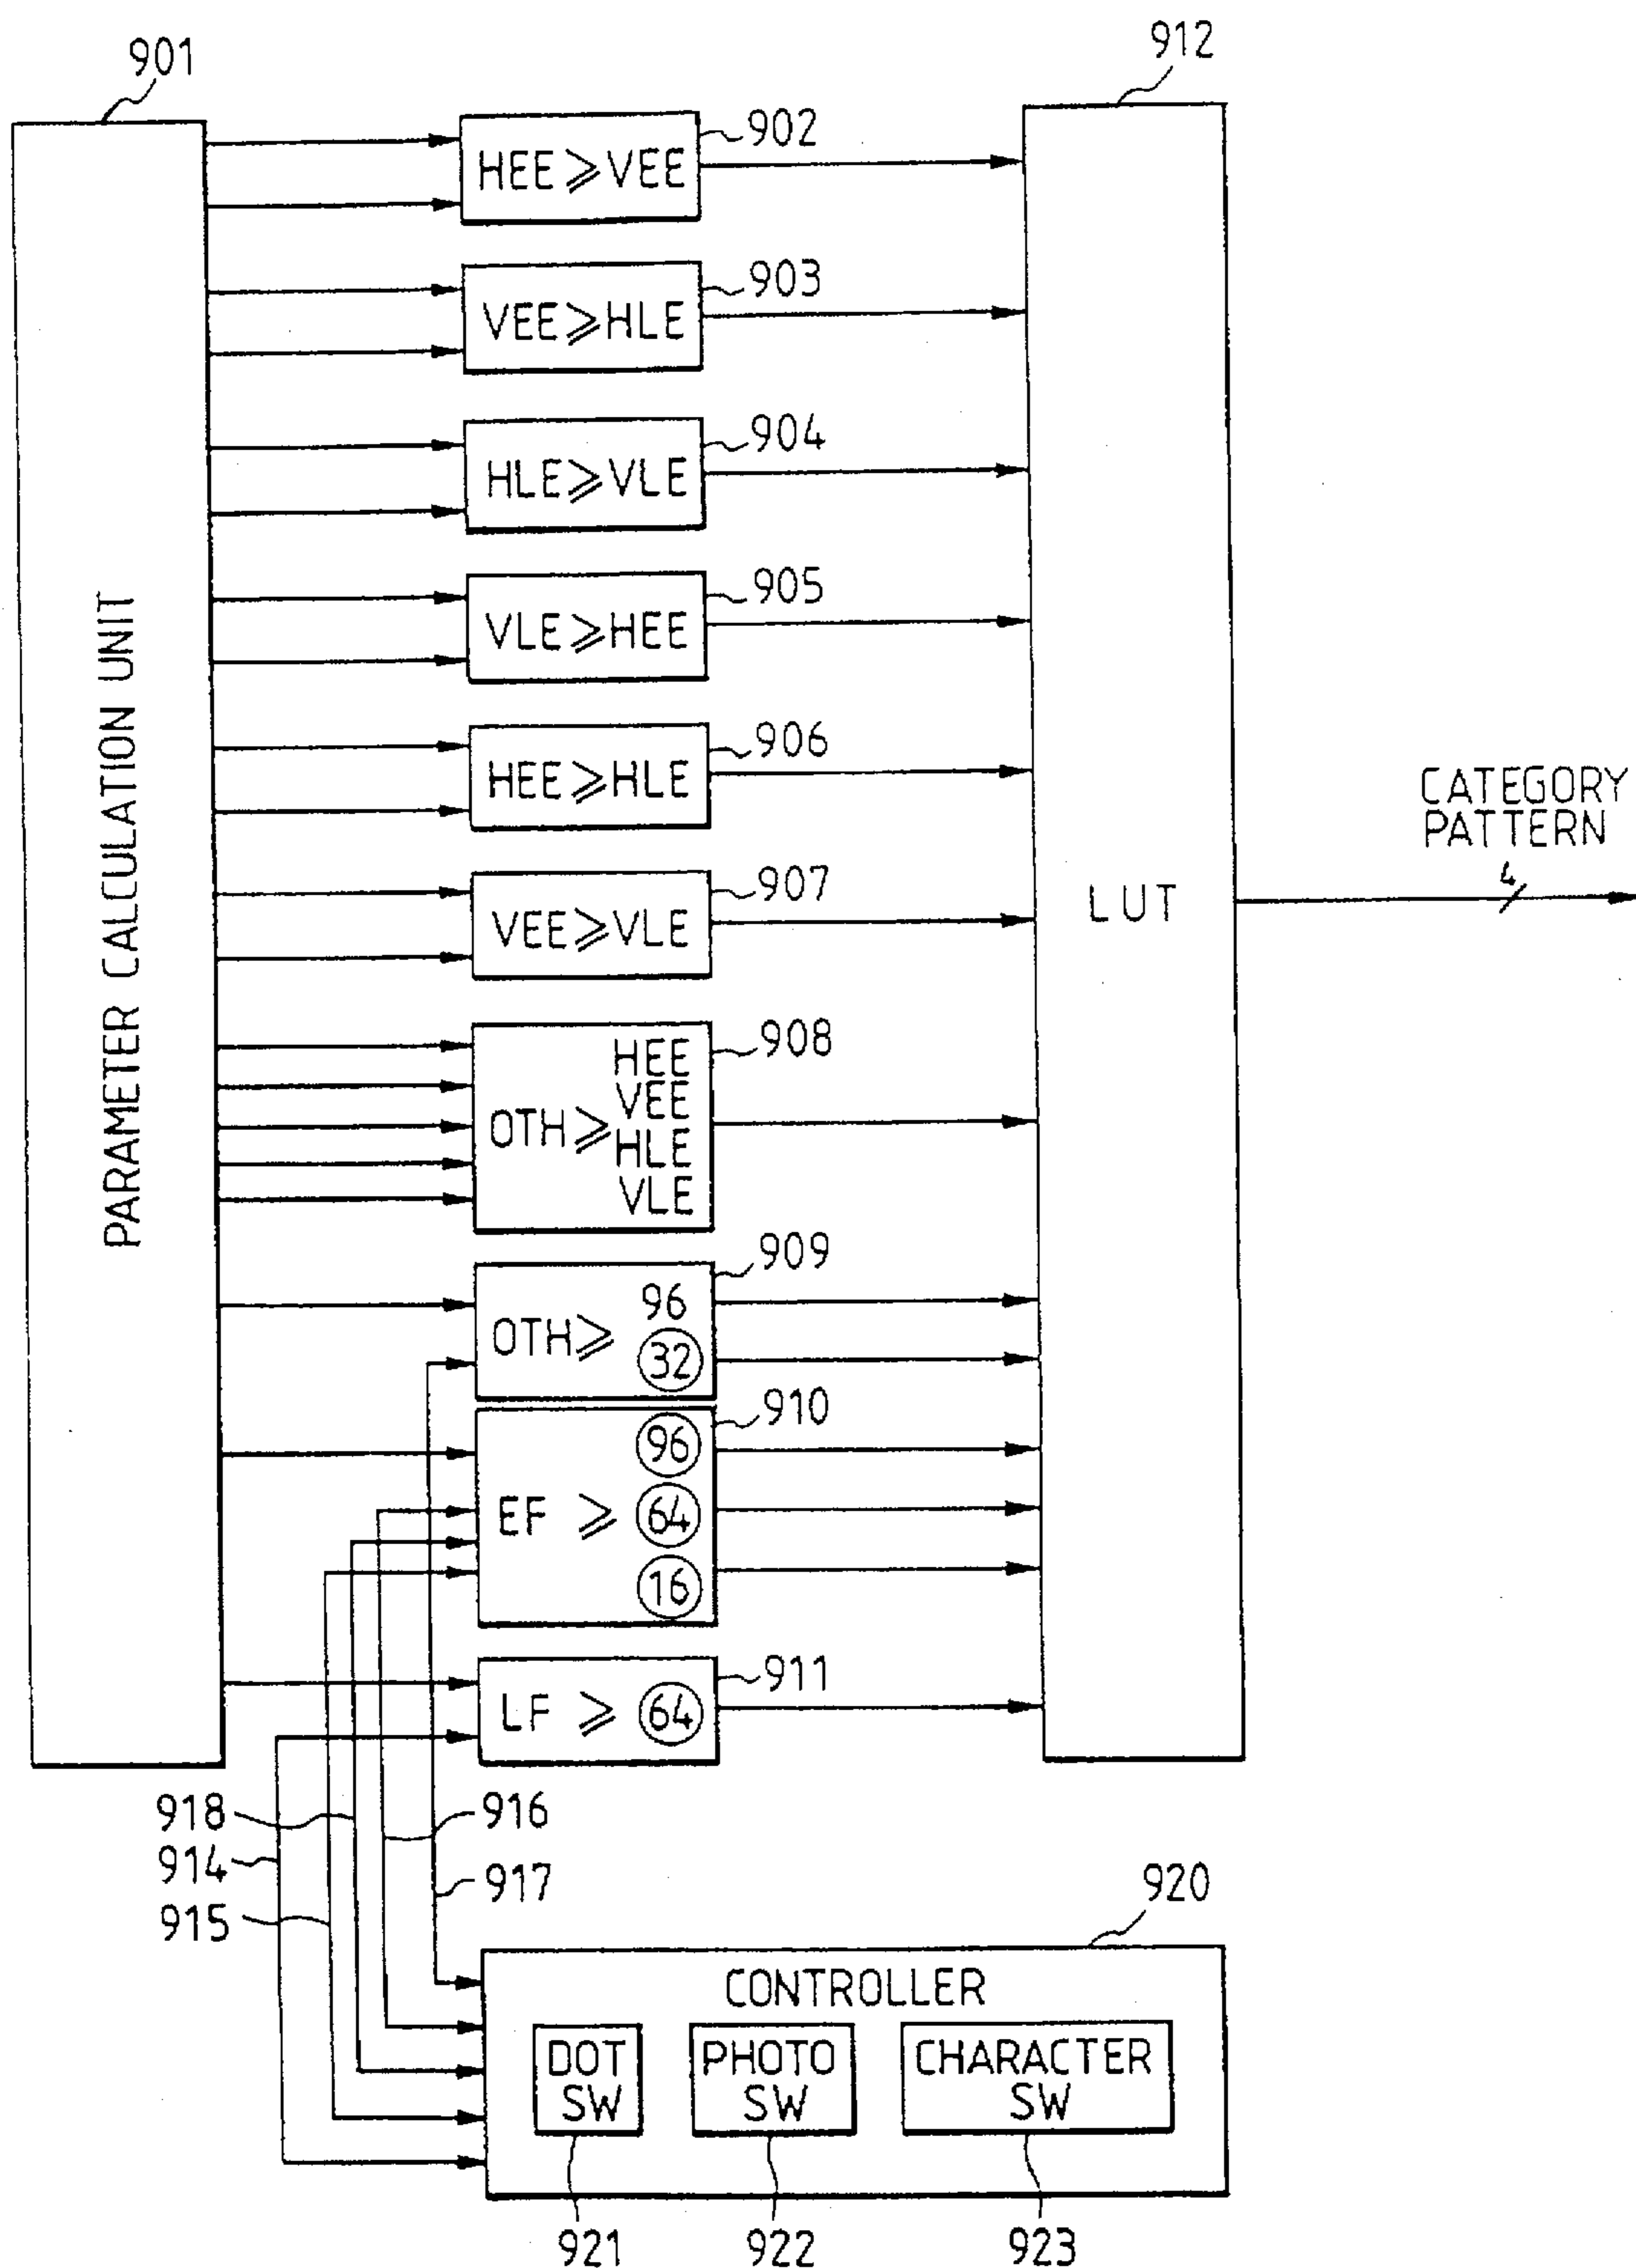 901
912
PARAMETER CALCULATION UNIT
902
HEE ≥ VEE
903
VEE ≥ HLE
904
HLE ≥ VLE
905
VLE ≥ HEE
906
HEE ≥ HLE
907
VEE ≥ VLE
908
OTH ≥ HEE
VEE
HLE
VLE
909
OTH ≥ 96
32
910
EF ≥ 96
64
16
911
LF ≥ 64
LUT
CATEGORY
PATTERN
4
918
914
915
916
917
920
CONTROLLER
DOT
SW
PHOTO
SW
CHARACTER
SW
921
922
923